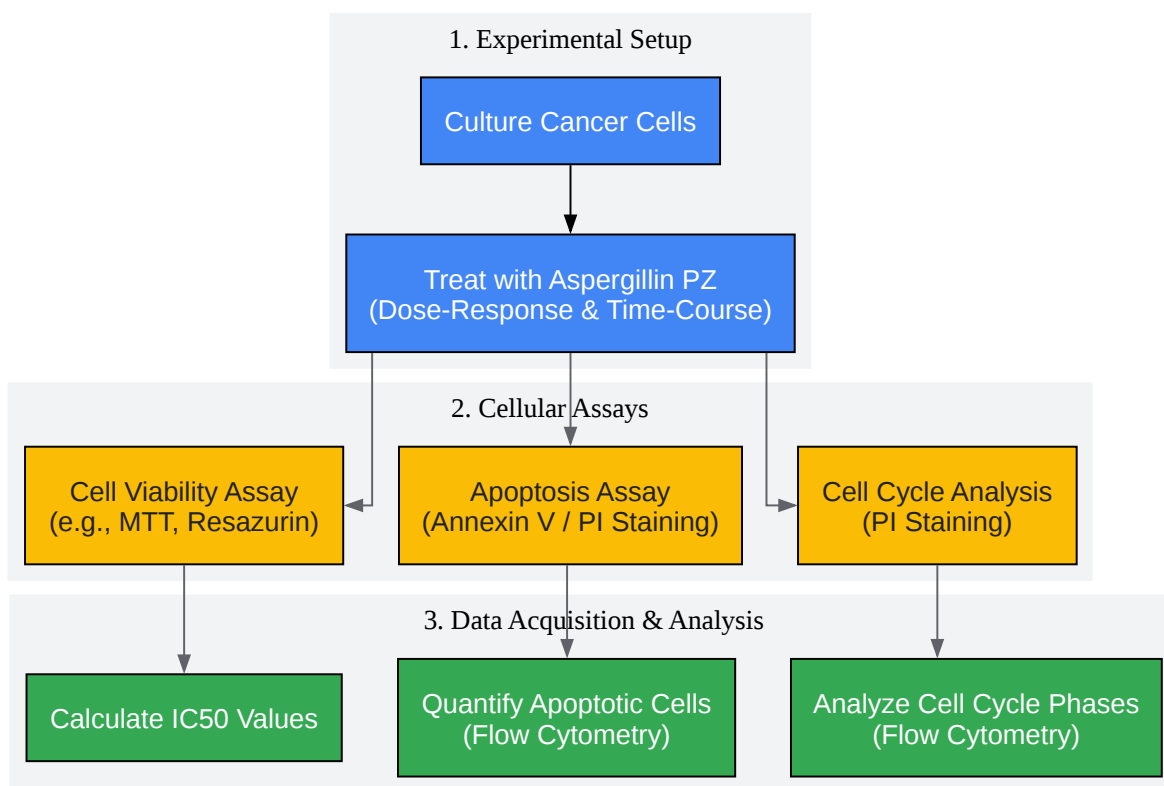 1. Experimental Setup
Culture Cancer Cells
Treat with Aspergillin PZ
(Dose-Response & Time-Course)
2. Cellular Assays
Cell Viability Assay
(e.g., MTT, Resazurin)
Apoptosis Assay
(Annexin V / PI Staining)
Cell Cycle Analysis
(PI Staining)
3. Data Acquisition & Analysis
Calculate IC50 Values
Quantify Apoptotic Cells
(Flow Cytometry)
Analyze Cell Cycle Phases
(Flow Cytometry)